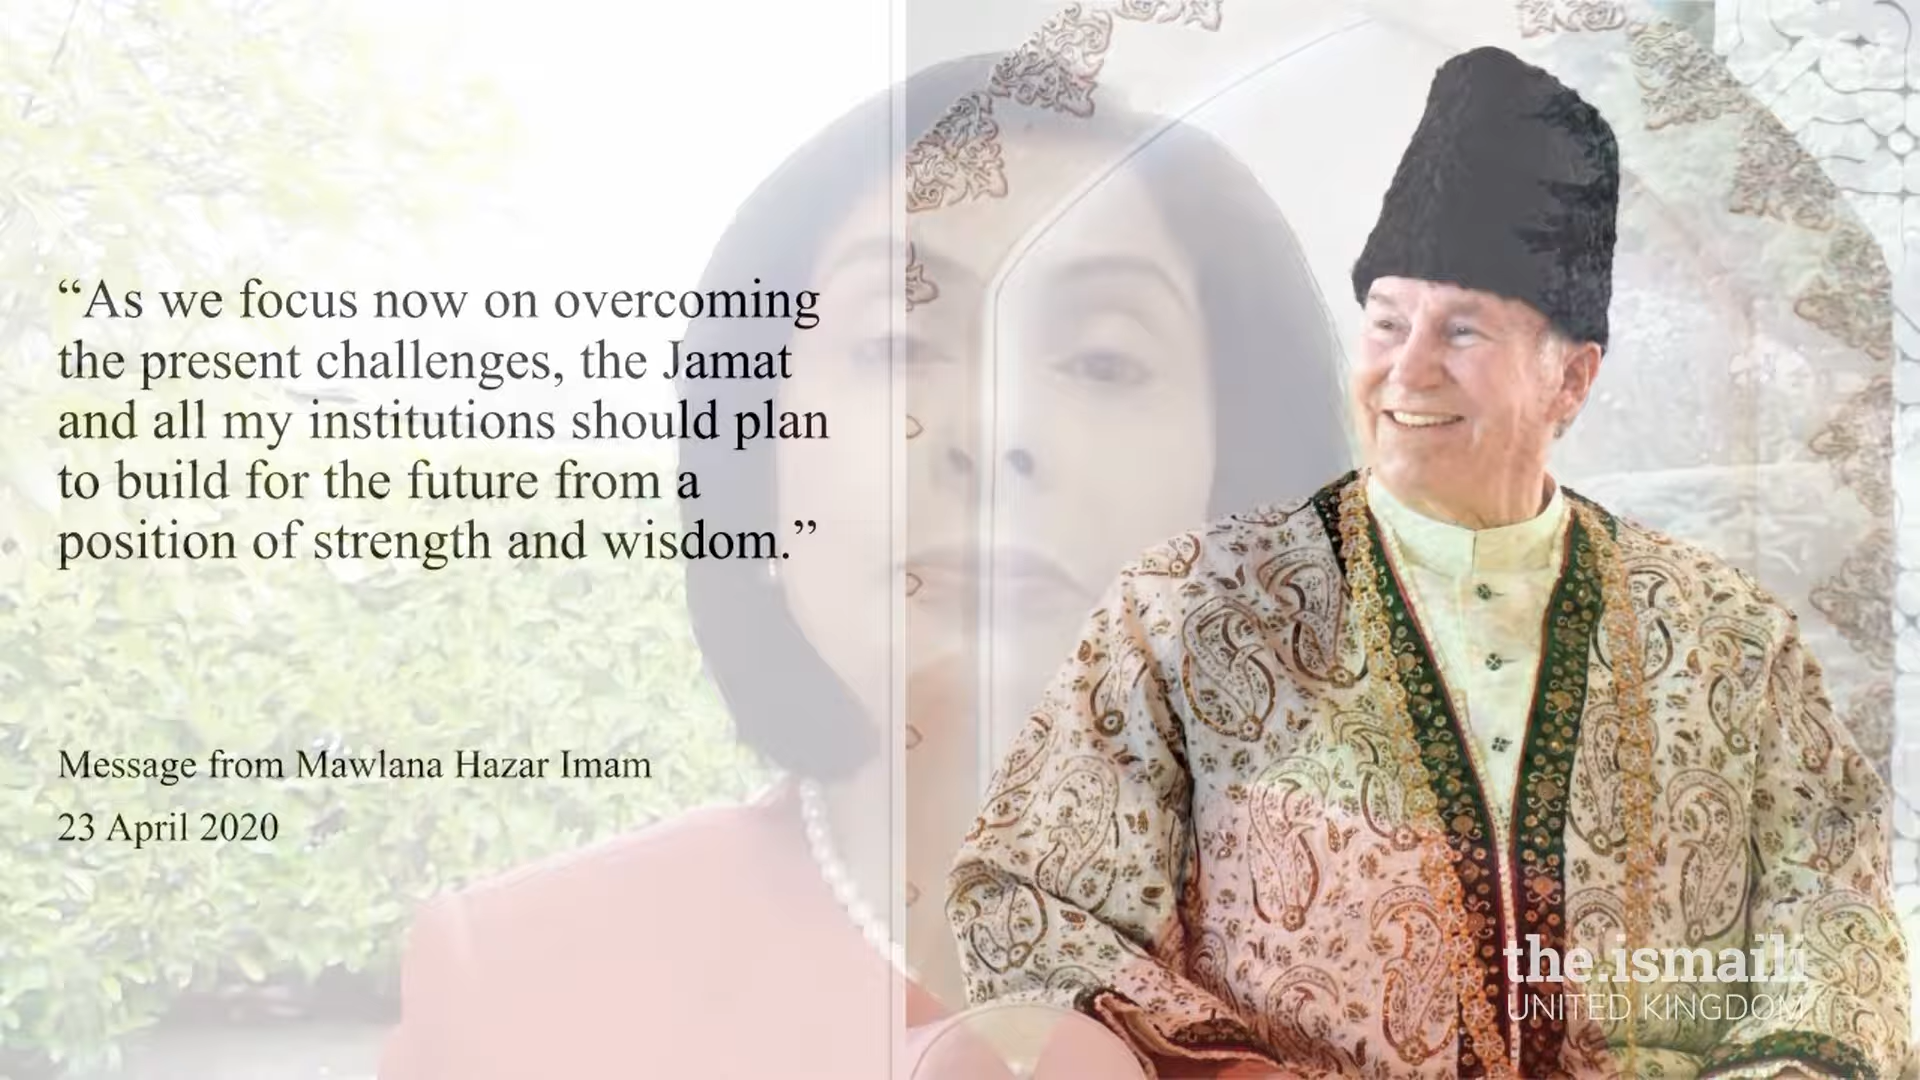 “As we focus now on overcoming
the present challenges, the Jamat
and all my institutions should plan
to build for the future from a
position of strength and wisdom.”
Message from Mawlana Hazar Imam
23 April 2020
the.ismaili
UNITED KINGDOM